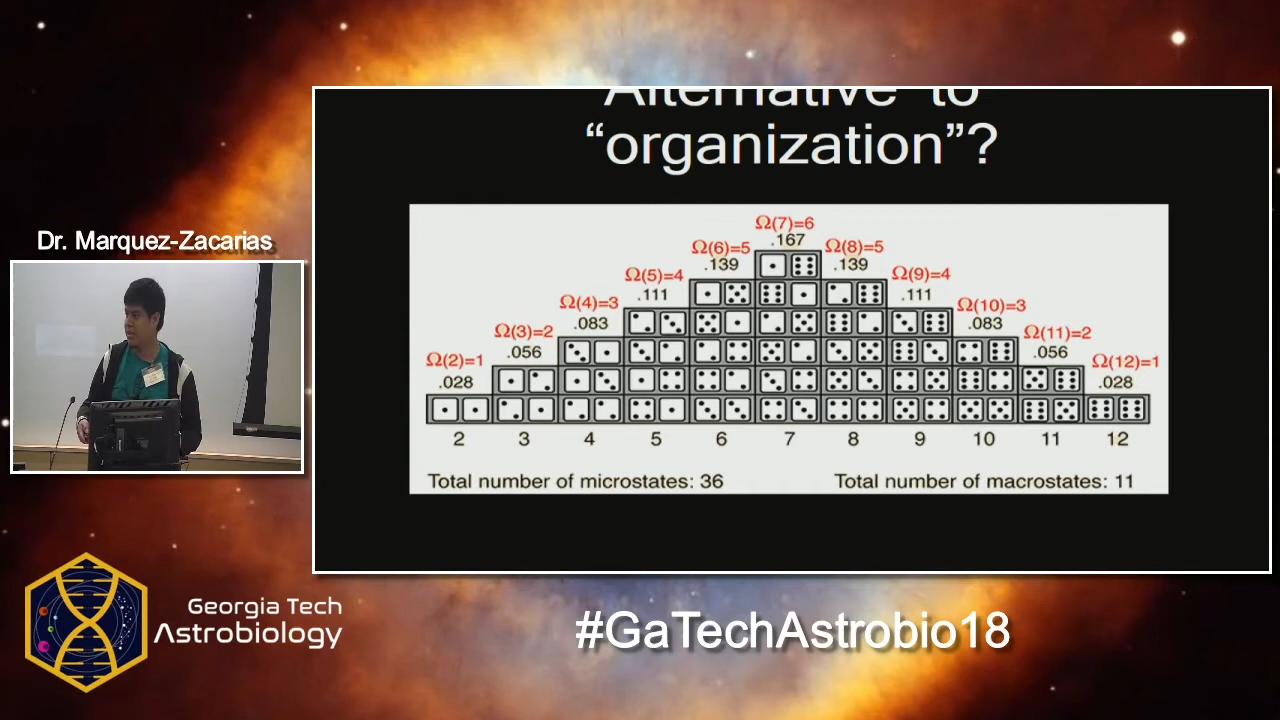 Alternative to
“organization”?
Dr. Marquez-Zacarias
Ω(7)=6
.167
Ω(6)=5
.139
Ω(8)=5
.139
Ω(5)=4
.111
Ω(9)=4
.111
Ω(4)=3
.083
Ω(10)=3
.083
Ω(3)=2
.056
Ω(11)=2
.056
Ω(2)=1
.028
Ω(12)=1
.028
2 3 4 5 6 7 8 9 10 11 12
Total number of microstates: 36 Total number of macrostates: 11
Georgia Tech
Astrobiology
#GaTechAstrobio18